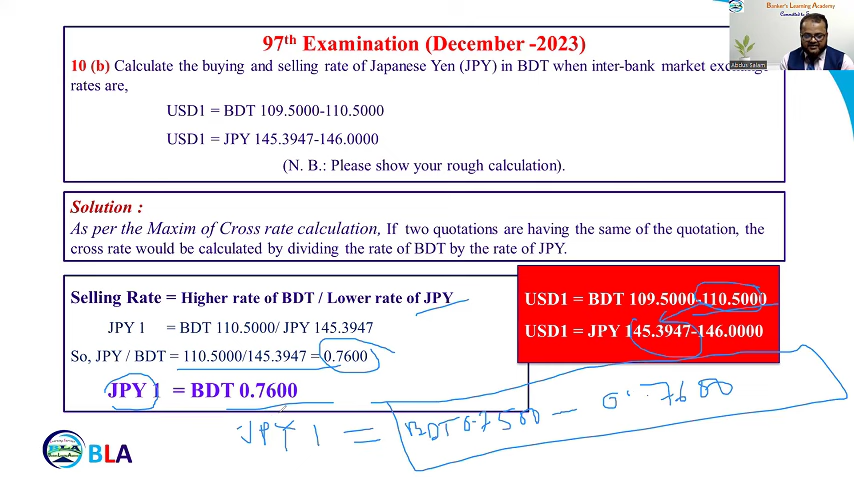 Banker's Learning Academy
Abdus Salam
97th Examination (December -2023)
10 (b) Calculate the buying and selling rate of Japanese Yen (JPY) in BDT when inter-bank market exchange
rates are,
USD1 = BDT 109.5000-110.5000
USD1 = JPY 145.3947-146.0000
(N. B.: Please show your rough calculation).
Solution :
As per the Maxim of Cross rate calculation, If two quotations are having the same of the quotation, the
cross rate would be calculated by dividing the rate of BDT by the rate of JPY.
Selling Rate = Higher rate of BDT / Lower rate of JPY
JPY 1 = BDT 110.5000/ JPY 145.3947
So, JPY / BDT = 110.5000/145.3947 = 0.7600
JPY 1 = BDT 0.7600
USD1 = BDT 109.5000-110.5000
USD1 = JPY 145.3947-146.0000
JPY 1 = BDT 0.7500 – 0.7600
BLA
BLA